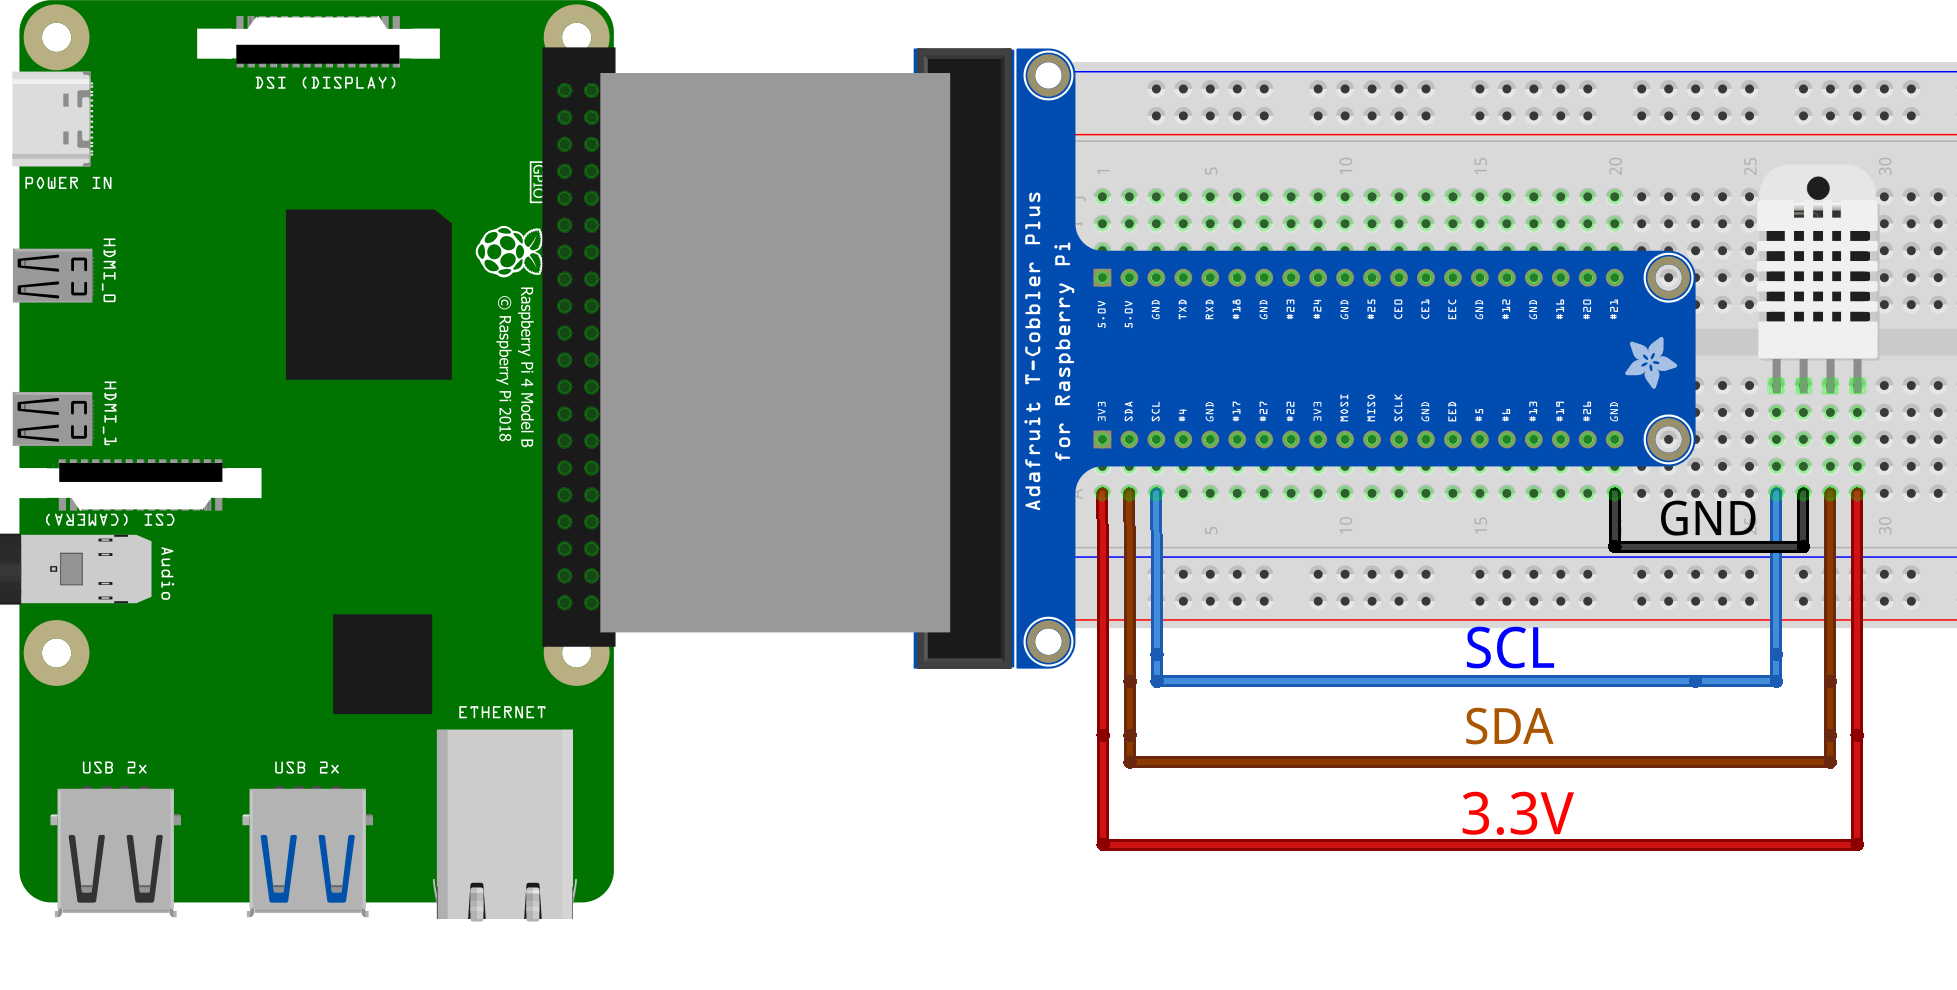 DSI (DISPLAY)
POWER IN
HDMI_0
HDMI_1
CSI (CAMERA)
Audio
USB 2x
USB 2x
ETHERNET
GPIO
Raspberry Pi 4 Model B
© Raspberry Pi 2018
Adafruit T-Cobbler Plus
for Raspberry Pi
1 5 10 15 20 25 30
J
I
5.0V 5.0V GND TXD RXD #18 GND #23 #24 GND #25 CE0 CE1 EEC GND #12 GND #16 #20 #21
3V3 SDA SCL #4 GND #17 #27 #22 3V3 MOSI MISO SCLK GND EED #5 #6 #13 #19 #26 GND
A
5 10 15 30
GND
SCL
SDA
3.3V